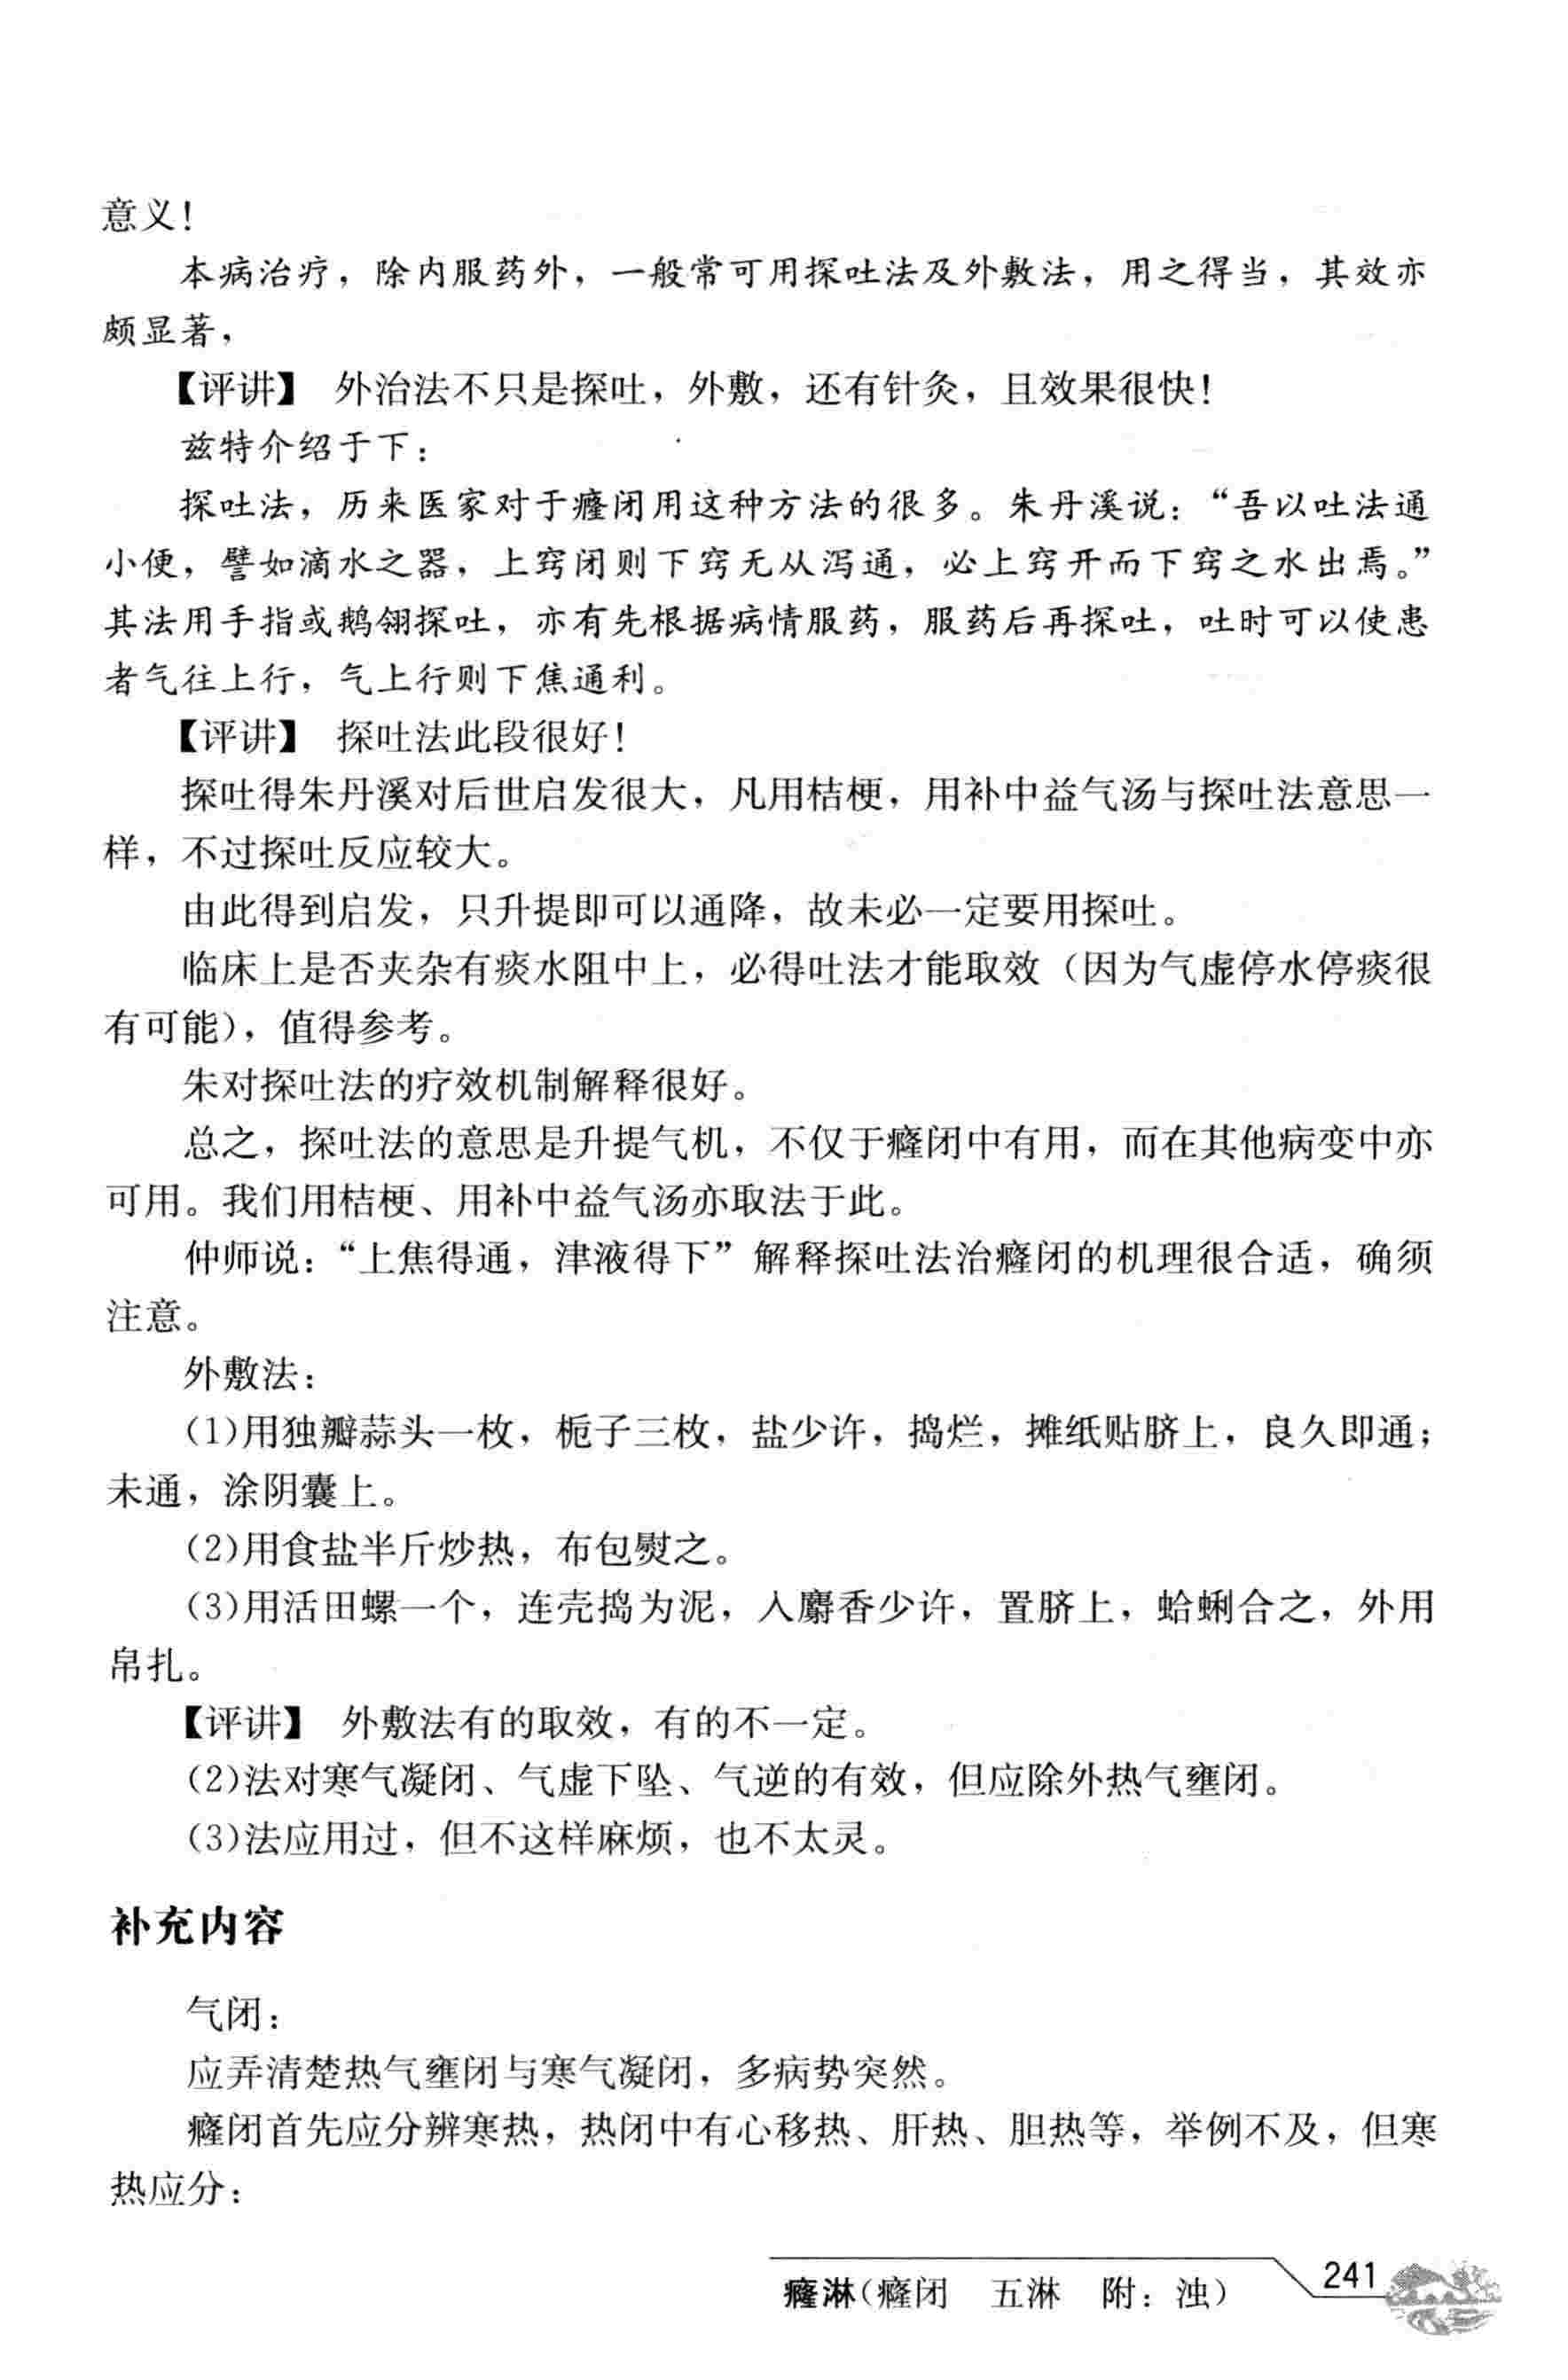 意义！
本病治疗，除内服药外，一般常可用探吐法及外敷法，用之得当，其效亦
颇显著，
【评讲】 外治法不只是探吐，外敷，还有针灸，且效果很快！
兹特介绍于下：
探吐法，历来医家对于癃闭用这种方法的很多。朱丹溪说：“吾以吐法通
小便，譬如滴水之器，上窍闭则下窍无从泻通，必上窍开而下窍之水出焉。”
其法用手指或鹅翎探吐，亦有先根据病情服药，服药后再探吐，吐时可以使患
者气往上行，气上行则下焦通利。
【评讲】 探吐法此段很好！
探吐得朱丹溪对后世启发很大，凡用桔梗，用补中益气汤与探吐法意思一
样，不过探吐反应较大。
由此得到启发，只升提即可以通降，故未必一定要用探吐。
临床上是否夹杂有痰水阻中上，必得吐法才能取效（因为气虚停水停痰很
有可能），值得参考。
朱对探吐法的疗效机制解释很好。
总之，探吐法的意思是升提气机，不仅于癃闭中有用，而在其他病变中亦
可用。我们用桔梗、用补中益气汤亦取法于此。
仲师说：“上焦得通，津液得下”解释探吐法治癃闭的机理很合适，确须
注意。
外敷法：
(1)用独瓣蒜头一枚，栀子三枚，盐少许，捣烂，摊纸贴脐上，良久即通；
未通，涂阴囊上。
(2)用食盐半斤炒热，布包熨之。
(3)用活田螺一个，连壳捣为泥，入麝香少许，置脐上，蛤蜊合之，外用
帛扎。
【评讲】 外敷法有的取效，有的不一定。
(2)法对寒气凝闭、气虚下坠、气逆的有效，但应除外热气壅闭。
(3)法应用过，但不这样麻烦，也不太灵。
补充内容
气闭：
应弄清楚热气壅闭与寒气凝闭，多病势突然。
癃闭首先应分辨寒热，热闭中有心移热、肝热、胆热等，举例不及，但寒
热应分：
癃淋（癃闭 五淋 附：浊） 241